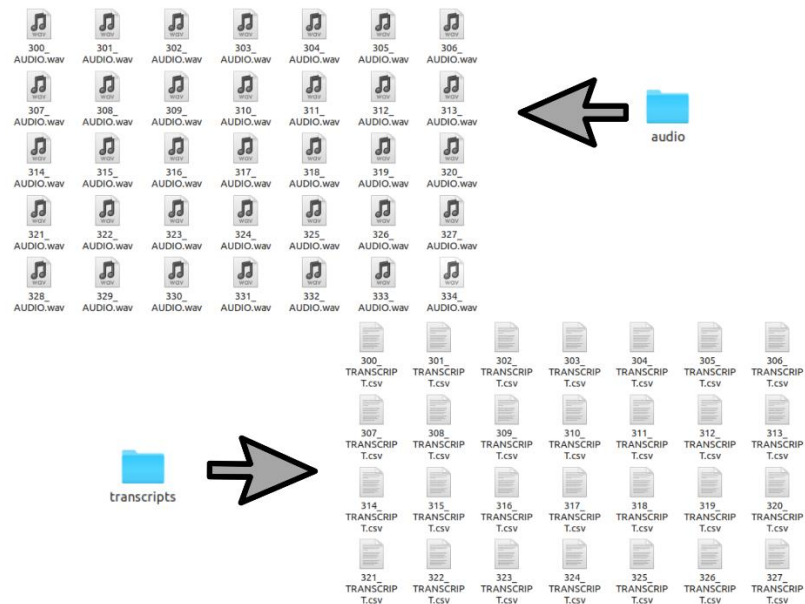 300_ 301_ 302_ 303_ 304_ 305_ 306_
AUDIO.wav AUDIO.wav AUDIO.wav AUDIO.wav AUDIO.wav AUDIO.wav AUDIO.wav
307_ 308_ 309_ 310_ 311_ 312_ 313_
AUDIO.wav AUDIO.wav AUDIO.wav AUDIO.wav AUDIO.wav AUDIO.wav AUDIO.wav
audio
314_ 315_ 316_ 317_ 318_ 319_ 320_
AUDIO.wav AUDIO.wav AUDIO.wav AUDIO.wav AUDIO.wav AUDIO.wav AUDIO.wav
321_ 322_ 323_ 324_ 325_ 326_ 327_
AUDIO.wav AUDIO.wav AUDIO.wav AUDIO.wav AUDIO.wav AUDIO.wav AUDIO.wav
328_ 329_ 330_ 331_ 332_ 333_ 334_
AUDIO.wav AUDIO.wav AUDIO.wav AUDIO.wav AUDIO.wav AUDIO.wav AUDIO.wav
300_ 301_ 302_ 303_ 304_ 305_ 306_
TRANSCRIP TRANSCRIP TRANSCRIP TRANSCRIP TRANSCRIP TRANSCRIP TRANSCRIP
T.csv T.csv T.csv T.csv T.csv T.csv T.csv
307_ 308_ 309_ 310_ 311_ 312_ 313_
TRANSCRIP TRANSCRIP TRANSCRIP TRANSCRIP TRANSCRIP TRANSCRIP TRANSCRIP
T.csv T.csv T.csv T.csv T.csv T.csv T.csv
transcripts
314_ 315_ 316_ 317_ 318_ 319_ 320_
TRANSCRIP TRANSCRIP TRANSCRIP TRANSCRIP TRANSCRIP TRANSCRIP TRANSCRIP
T.csv T.csv T.csv T.csv T.csv T.csv T.csv
321_ 322_ 323_ 324_ 325_ 326_ 327_
TRANSCRIP TRANSCRIP TRANSCRIP TRANSCRIP TRANSCRIP TRANSCRIP TRANSCRIP
T.csv T.csv T.csv T.csv T.csv T.csv T.csv